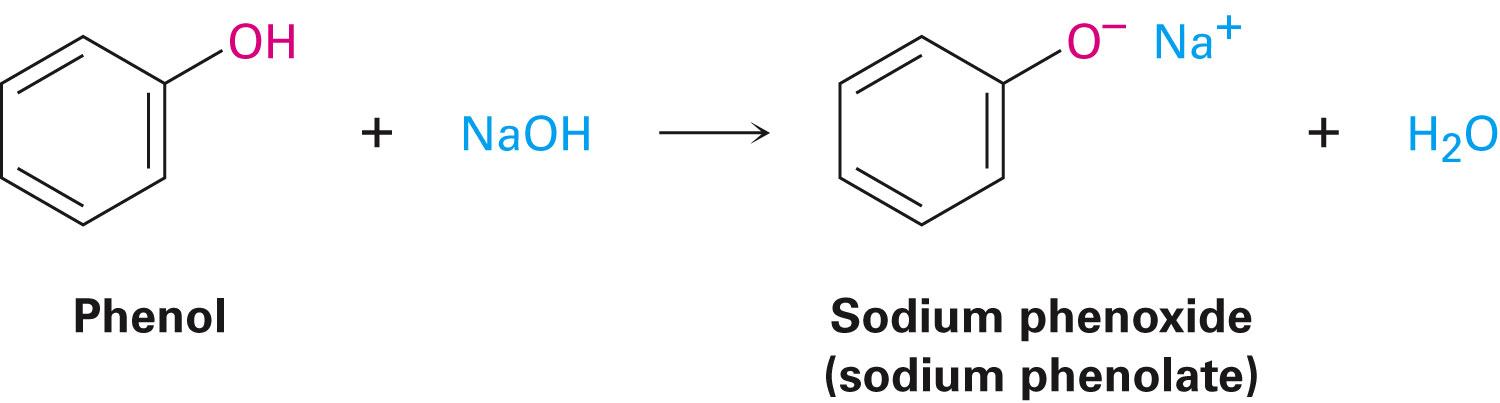 OH
+ NaOH ⟶
O⁻ Na⁺
+ H₂O
Phenol
Sodium phenoxide
(sodium phenolate)